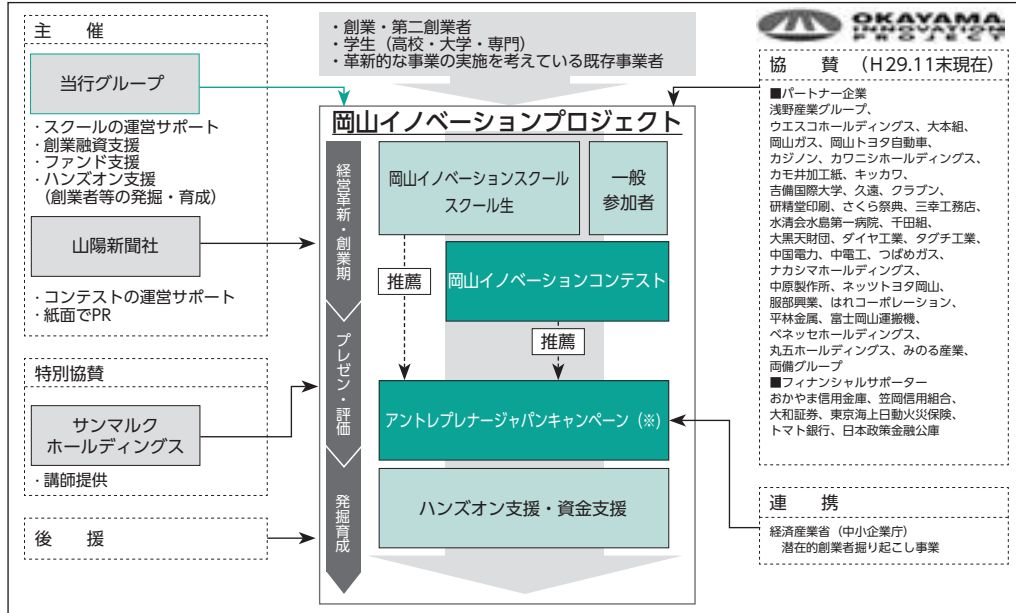 主　催
当行グループ
・スクールの運営サポート
・創業融資支援
・ファンド支援
・ハンズオン支援
（創業者等の発掘・育成）
山陽新聞社
・コンテストの運営サポート
・紙面でPR
特別協賛
サンマルク
ホールディングス
・講師提供
後　援
・創業・第二創業者
・学生（高校・大学・専門）
・革新的な事業の実施を考えている既存事業者
岡山イノベーションプロジェクト
経営革新・創業期
プレゼン・評価
発掘育成
岡山イノベーションスクール
スクール生
一般
参加者
推薦
岡山イノベーションコンテスト
推薦
アントレプレナージャパンキャンペーン（※）
ハンズオン支援・資金支援
OKAYAMA
INNOVATION
PROJECT
協　賛　（H29.11末現在）
■パートナー企業
浅野産業グループ、
ウエスコホールディングス、大本組、
岡山ガス、岡山トヨタ自動車、
カジノン、カワニシホールディングス、
カモ井加工紙、キッカワ、
吉備国際大学、久遠、クラブン、
研精堂印刷、さくら祭典、三幸工務店、
水清会水島第一病院、千田組、
大黒天財団、ダイヤ工業、タグチ工業、
中国電力、中電工、つばめガス、
ナカシマホールディングス、
中原製作所、ネッツトヨタ岡山、
服部興業、はれコーポレーション、
平林金属、富士岡山運搬機、
ベネッセホールディングス、
丸五ホールディングス、みのる産業、
両備グループ
■フィナンシャルサポーター
おかやま信用金庫、笠岡信用組合、
大和証券、東京海上日動火災保険、
トマト銀行、日本政策金融公庫
連　携
経済産業省（中小企業庁）
潜在的創業者掘り起こし事業